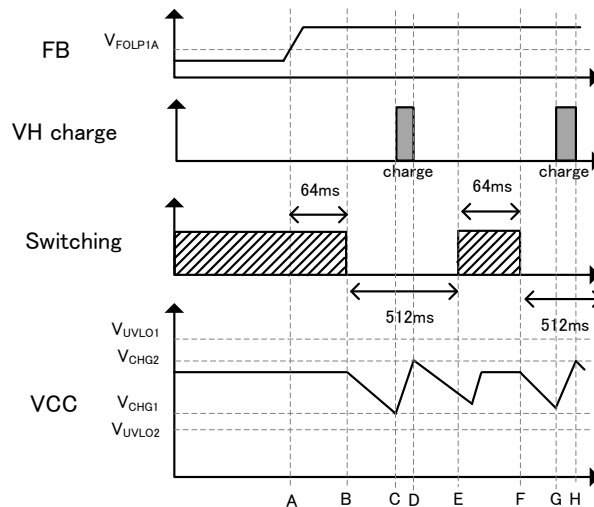 FB
VFOLP1A
VH charge
charge
charge
64ms
64ms
Switching
512ms
512ms
VUVLO1
VCHG2
VCC
VCHG1
VUVLO2
A B C D E F G H